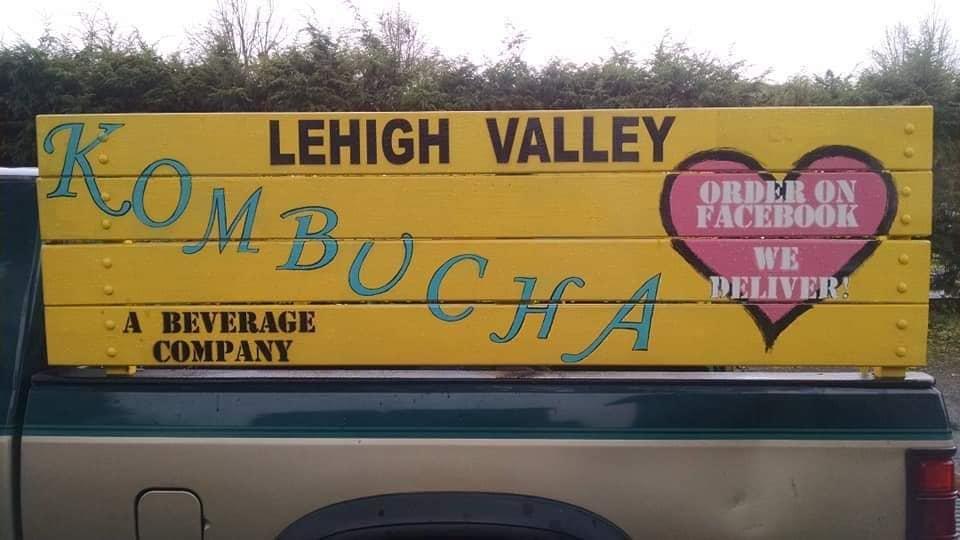 LEHIGH VALLEY
KOMBUCHA
A BEVERAGE
COMPANY
ORDER ON
FACEBOOK
WE
DELIVER!